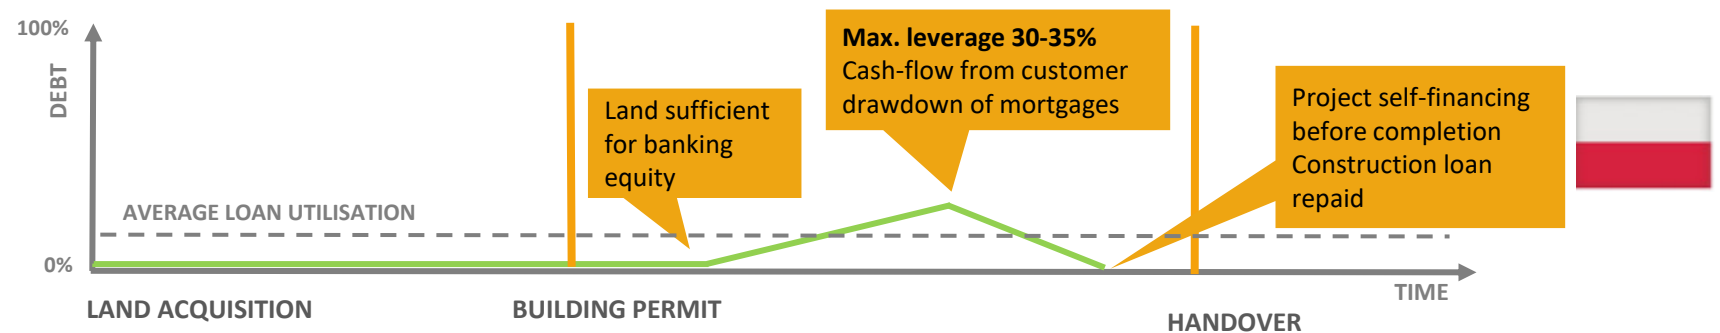 100%
DEBT
0%
AVERAGE LOAN UTILISATION
Land sufficient
for banking
equity
Max. leverage 30-35%
Cash-flow from customer
drawdown of mortgages
Project self-financing
before completion
Construction loan
repaid
TIME
LAND ACQUISITION
BUILDING PERMIT
HANDOVER